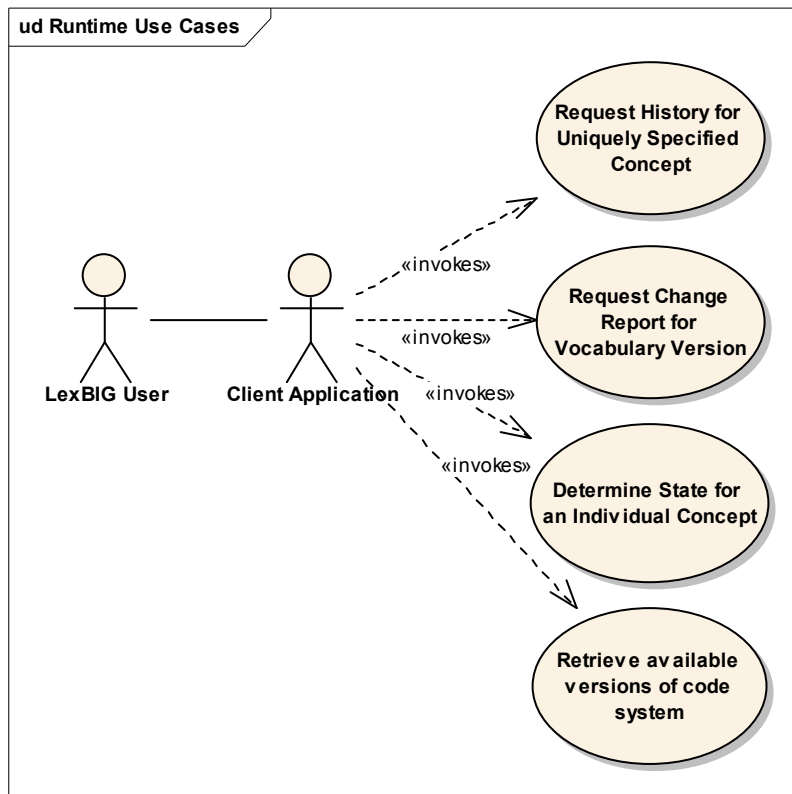 ud Runtime Use Cases
Request History for
Uniquely Specified
Concept
«invokes»
Request Change
Report for
Vocabulary Version
«invokes»
LexBIG User
Client Application
«invokes»
«invokes»
Determine State for
an Individual Concept
Retrieve available
versions of code
system